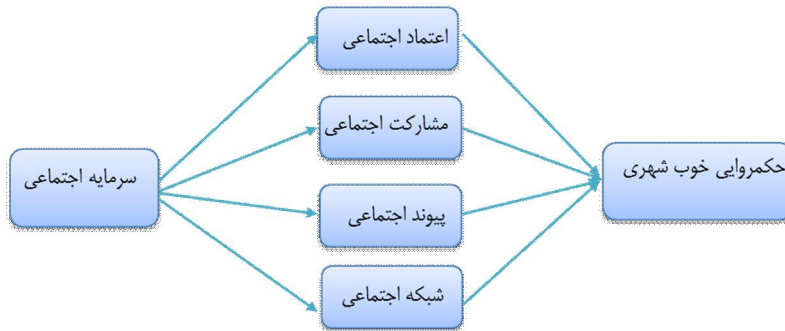 اعتماد اجتماعی
مشارکت اجتماعی
سرمایه اجتماعی
حکمروایی خوب شهری
پیوند اجتماعی
شبکه اجتماعی